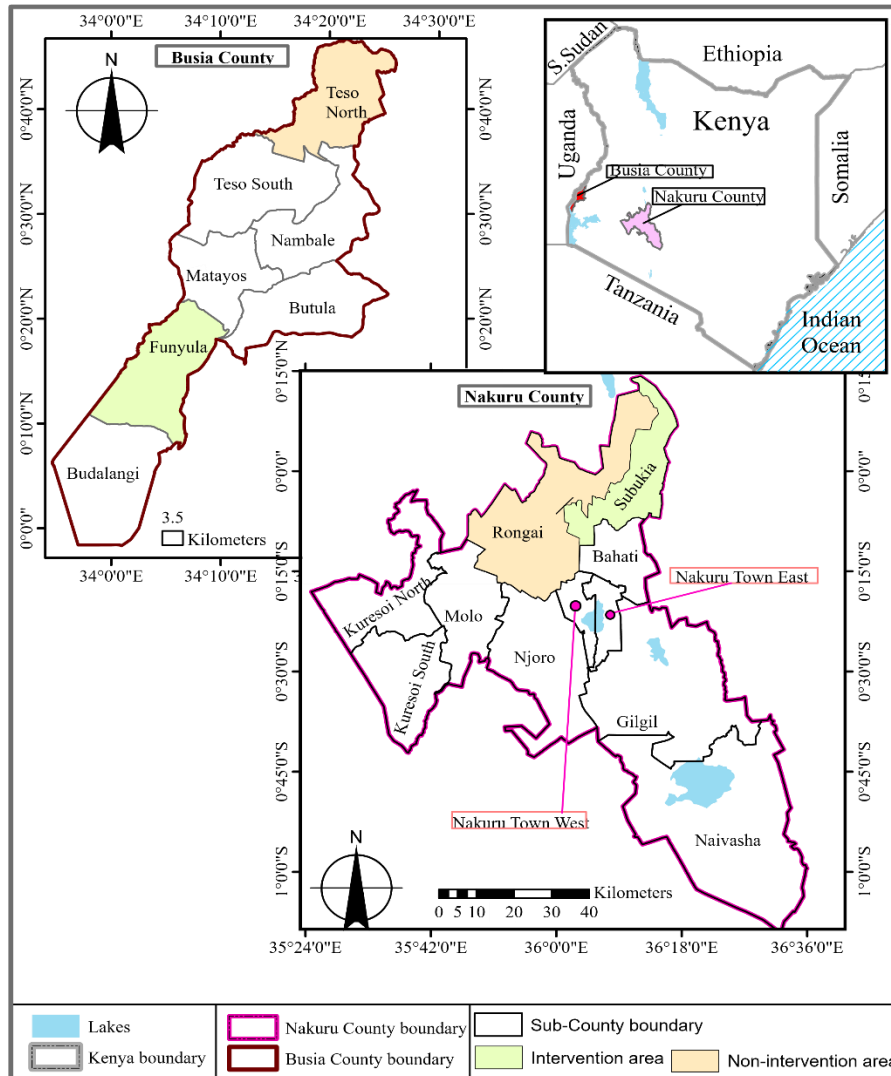 34°0'0"E 34°10'0"E 34°20'0"E 34°30'0"E
Busia County
N
0°40'0"N
0°30'0"N
0°20'0"N
0°10'0"N
0°0'0"
Teso
North
Teso South
Nambale
Matayos
Butula
Funyula
Budalangi
3.5
Kilometers
0°40'0"N
0°30'0"N
0°20'0"N
34°0'0"E 34°10'0"E
S.Sudan
Ethiopia
Kenya
Uganda
Somalia
Busia County
Nakuru County
Tanzania
Indian
Ocean
Nakuru County
0°15'0"N
0°0'0"
0°15'0"S
0°30'0"S
0°45'0"S
1°0'0"S
Subukia
Rongai
Bahati
Nakuru Town East
Kuresoi North
Molo
Njoro
Kuresoi South
Gilgil
Nakuru Town West
Naivasha
N
Kilometers
0 5 10 20 30 40
0°0'0"
0°15'0"S
0°30'0"S
0°45'0"S
1°0'0"S
35°24'0"E 35°42'0"E 36°0'0"E 36°18'0"E 36°36'0"E
Lakes
Kenya boundary
Nakuru County boundary
Busia County boundary
Sub-County boundary
Intervention area
Non-intervention area